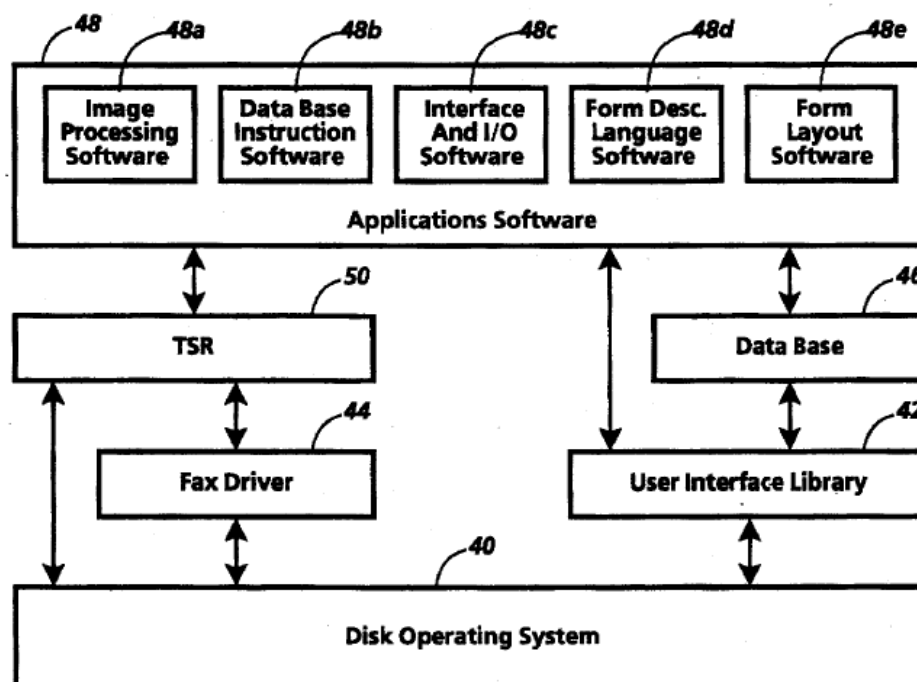 48
48a
48b
48c
48d
48e
Image
Processing
Software
Data Base
Instruction
Software
Interface
And I/O
Software
Form Desc.
Language
Software
Form
Layout
Software
Applications Software
50
46
TSR
Data Base
44
42
Fax Driver
User Interface Library
40
Disk Operating System